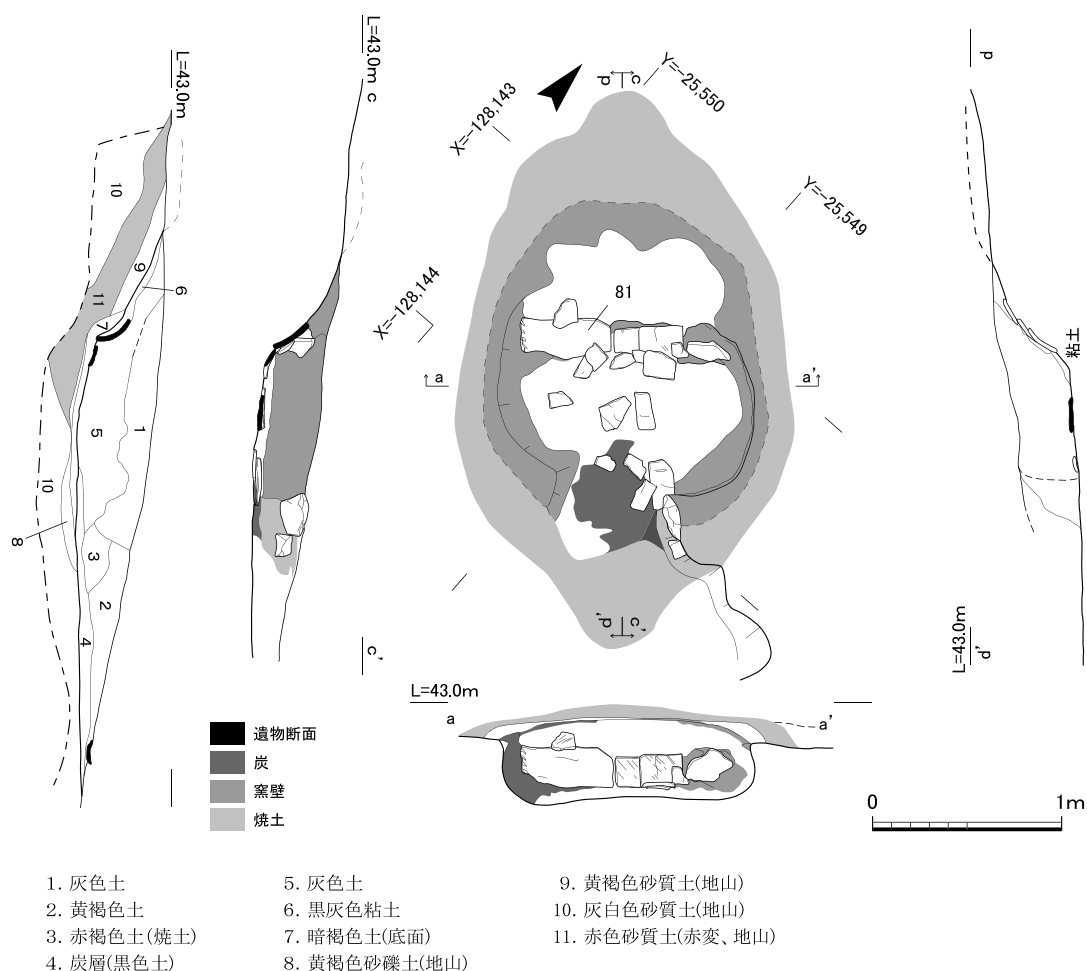 L=43.0m
10
9
6
11
7
5
1
10
8
3
2
4
L=43.0m c
c'
X=-128,143
Y=-25,550
d c
Y=-25,549
X=-128,144
81
a
a'
d' c'
d
粘土
L=43.0m d'
L=43.0m
a
a'
遺物断面
炭
窯壁
焼土
0 1m
1. 灰色土
2. 黄褐色土
3. 赤褐色土(焼土)
4. 炭層(黒色土)
5. 灰色土
6. 黒灰色粘土
7. 暗褐色土(底面)
8. 黄褐色砂礫土(地山)
9. 黄褐色砂質土(地山)
10. 灰白色砂質土(地山)
11. 赤色砂質土(赤変、地山)